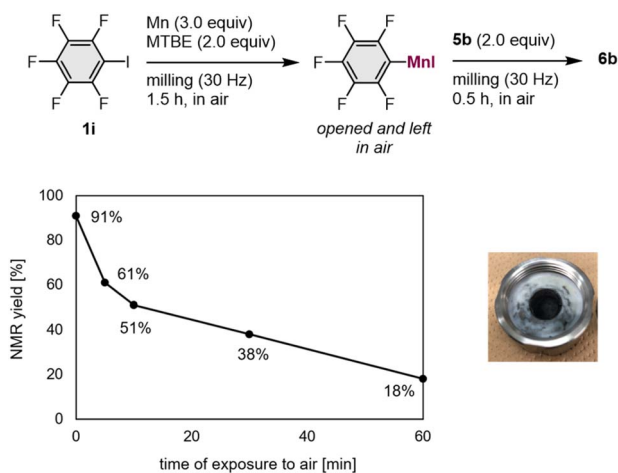 F
F
F
F
F
I
1i
Mn (3.0 equiv)
MTBE (2.0 equiv)
milling (30 Hz)
1.5 h, in air
F
F
F
F
F
MnI
opened and left
in air
5b (2.0 equiv)
milling (30 Hz)
0.5 h, in air
6b
NMR yield [%]
100
80
60
40
20
0
91%
61%
51%
38%
18%
0
20
40
60
time of exposure to air [min]